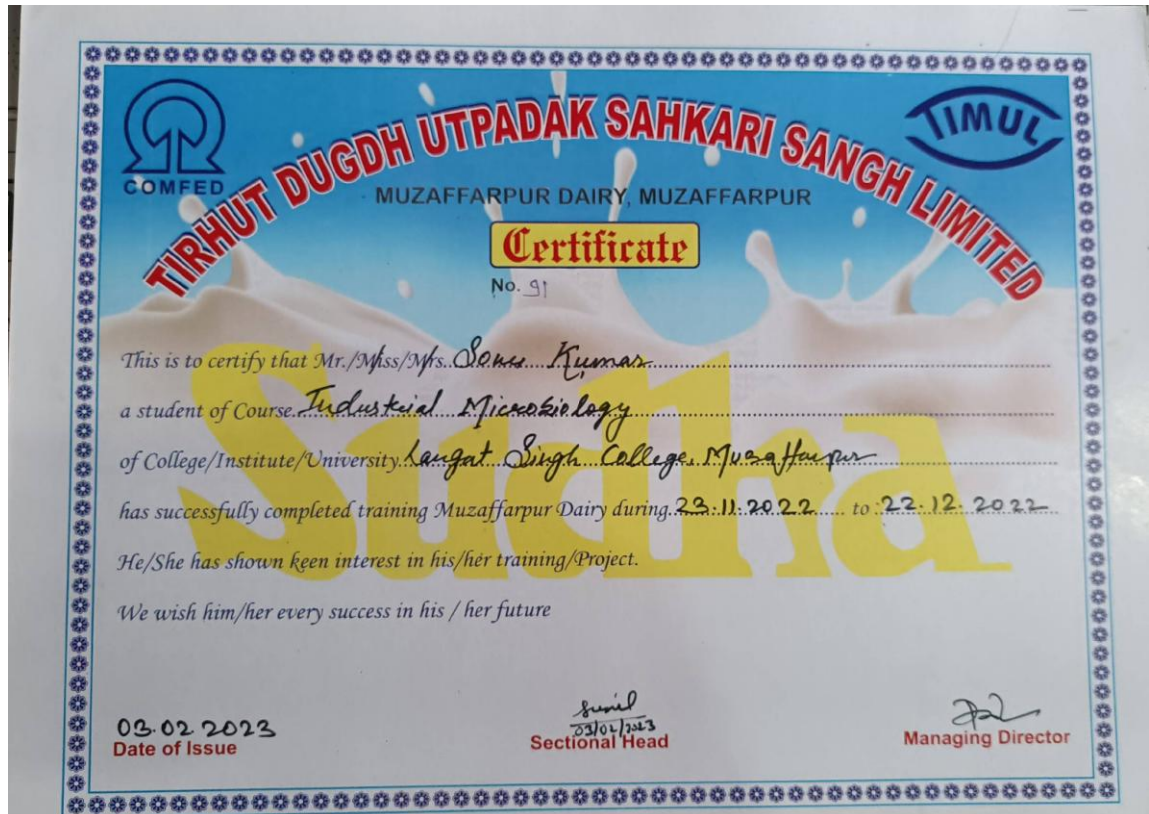 COMFED
TIMUL
TIRHUT DUGDH UTPADAK SAHKARI SANGH LIMITED
MUZAFFARPUR DAIRY, MUZAFFARPUR
Certificate
No. 91
Sudha
This is to certify that Mr./Miss/Mrs. Sonu Kumar
a student of Course. Industrial Microbiology
of College/Institute/University. Langat Singh College, Muzaffarpur
has successfully completed training Muzaffarpur Dairy during. 23.11.2022 to 22.12.2022
He/She has shown keen interest in his/her training/Project.
We wish him/her every success in his / her future
03.02.2023
Date of Issue
Sunil
03/02/2023
Sectional Head
Managing Director